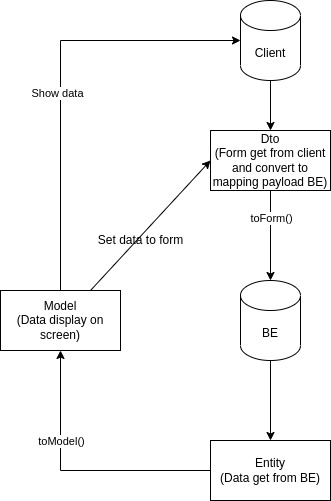 Client
Show data
Dto
(Form get from client
and convert to
mapping payload BE)
toForm()
Set data to form
Model
(Data display on
screen)
BE
toModel()
Entity
(Data get from BE)